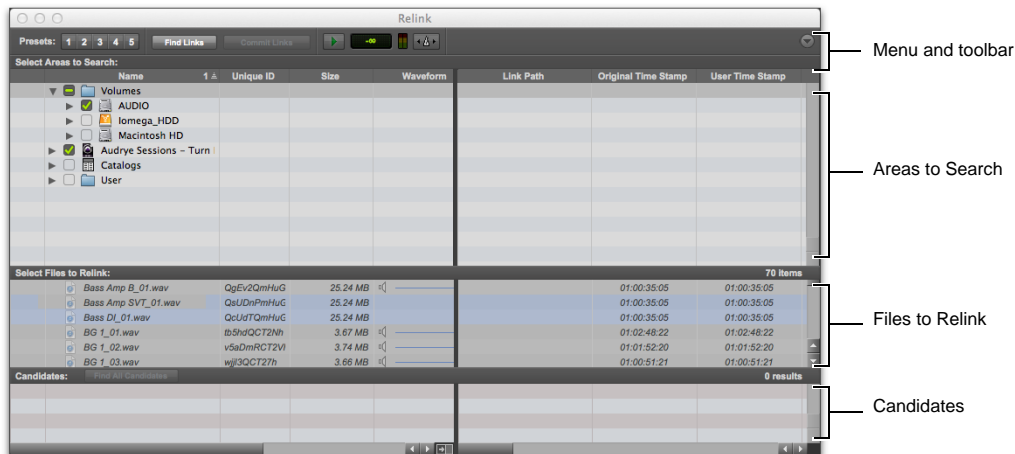 Relink
Presets: 1 2 3 4 5 Find Links Commit Links -∞
Menu and toolbar
Select Areas to Search:
Name 1 Unique ID Size Waveform Link Path Original Time Stamp User Time Stamp
Volumes
AUDIO
Iomega_HDD
Macintosh HD
Audrye Sessions – Turn
Catalogs
User
Areas to Search
Select Files to Relink: 70 items
Bass Amp B_01.wav QgEv2QmHuG 25.24 MB 01:00:35:05 01:00:35:05
Bass Amp SVT_01.wav QsUDnPmHuG 25.24 MB 01:00:35:05 01:00:35:05
Bass DI_01.wav QcUdTQmHuG 25.24 MB 01:00:35:05 01:00:35:05
BG 1_01.wav tb5hdQCT2Nh 3.67 MB 01:02:48:22 01:02:48:22
BG 1_02.wav v5aDmRCT2VI 3.74 MB 01:01:52:20 01:01:52:20
BG 1_03.wav wjjI3QCT27h 3.66 MB 01:00:51:21 01:00:51:21
Files to Relink
Candidates: Find All Candidates 0 results
Candidates